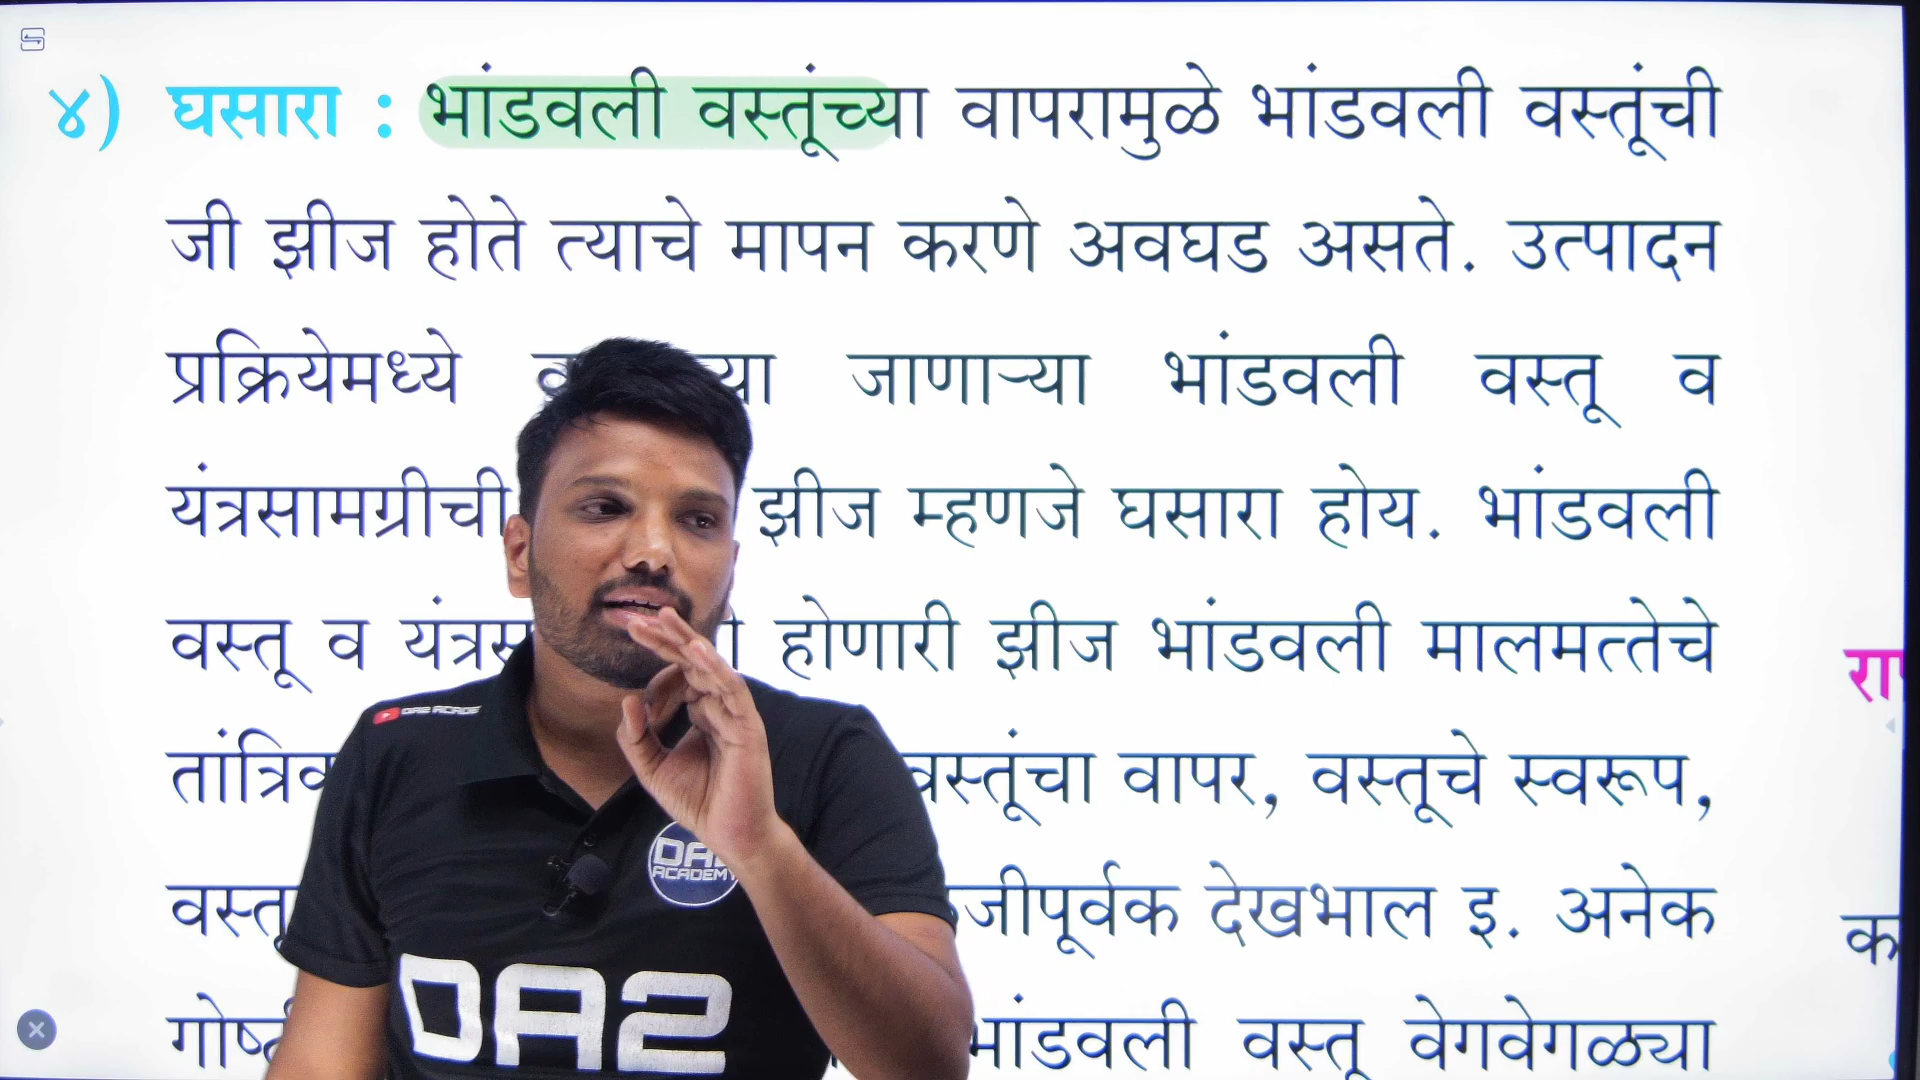 ४) घसारा : भांडवली वस्तूंच्या वापरामुळे भांडवली वस्तूंची
जी झीज होते त्याचे मापन करणे अवघड असते. उत्पादन
प्रक्रियेमध्ये जाणाऱ्या भांडवली वस्तू व
यंत्रसामग्रीची झीज म्हणजे घसारा होय. भांडवली
वस्तू व होणारी झीज भांडवली मालमत्तेचे
वस्तूंचा वापर, वस्तूचे स्वरूप,
देखभाल इ. अनेक
भांडवली वस्तू वेगवेगळ्या
DA2
ACADEMY
DA2